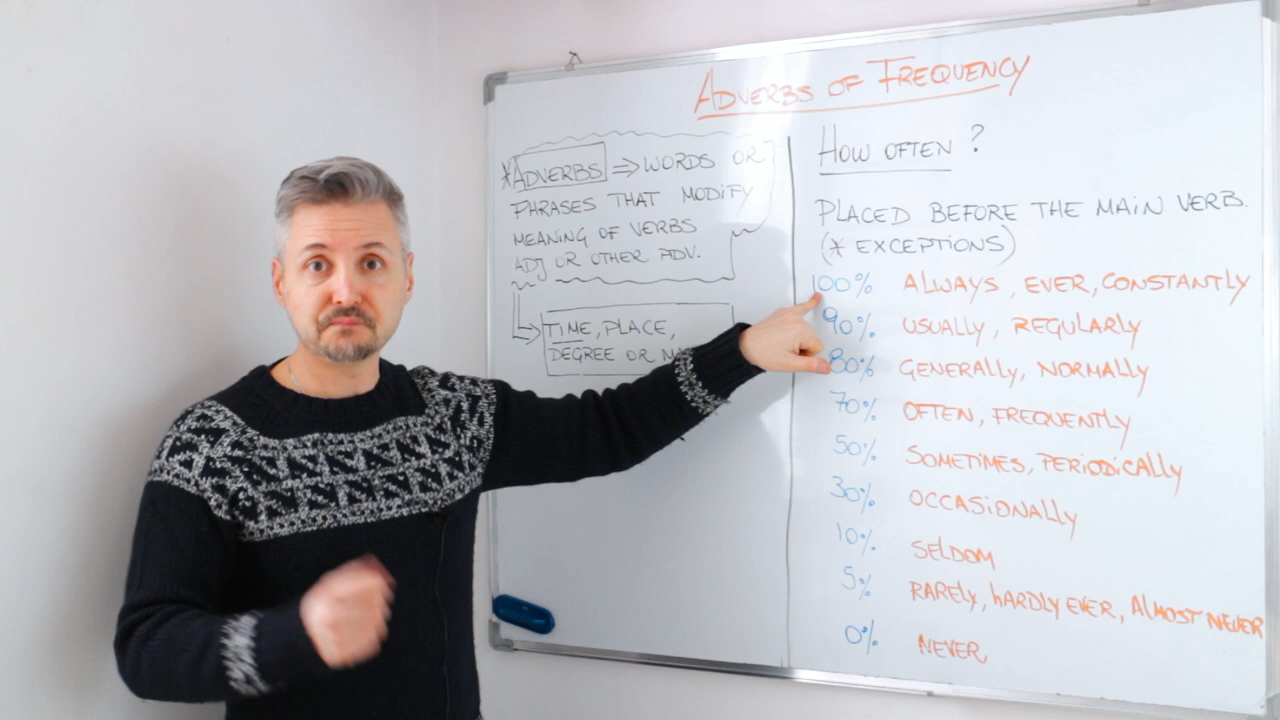 ADVERBS OF FREQUENCY
*ADVERBS ⇒ WORDS OR
PHRASES THAT MODIFY
MEANING OF VERBS
ADJ OR OTHER ADV.
TIME, PLACE,
DEGREE OR
HOW OFTEN ?
PLACED BEFORE THE MAIN VERB.
(* EXCEPTIONS)
100% ALWAYS, EVER, CONSTANTLY
90% USUALLY, REGULARLY
80% GENERALLY, NORMALLY
70% OFTEN, FREQUENTLY
50% SOMETIMES, PERIODICALLY
30% OCCASIONALLY
10% SELDOM
5% RARELY, HARDLY EVER, ALMOST NEVER
0% NEVER